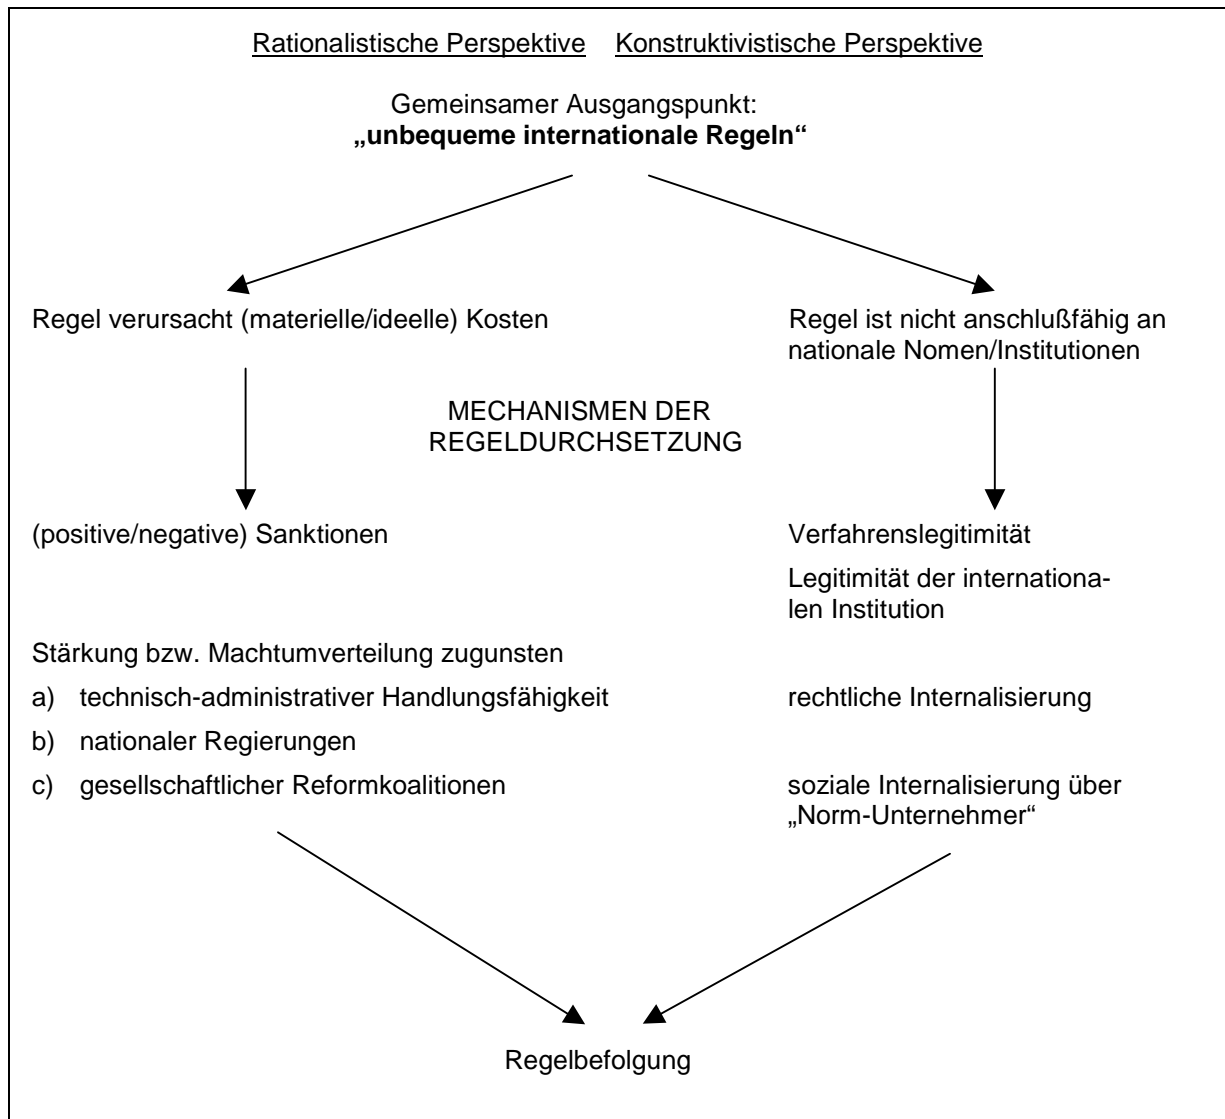 Rationalistische Perspektive Konstruktivistische Perspektive
Gemeinsamer Ausgangspunkt:
„unbequeme internationale Regeln“
Regel verursacht (materielle/ideelle) Kosten
Regel ist nicht anschlußfähig an
nationale Nomen/Institutionen
MECHANISMEN DER
REGELDURCHSETZUNG
(positive/negative) Sanktionen
Verfahrenslegitimität
Legitimität der internationa-
len Institution
Stärkung bzw. Machtumverteilung zugunsten
a) technisch-administrativer Handlungsfähigkeit
rechtliche Internalisierung
b) nationaler Regierungen
c) gesellschaftlicher Reformkoalitionen
soziale Internalisierung über
„Norm-Unternehmer“
Regelbefolgung